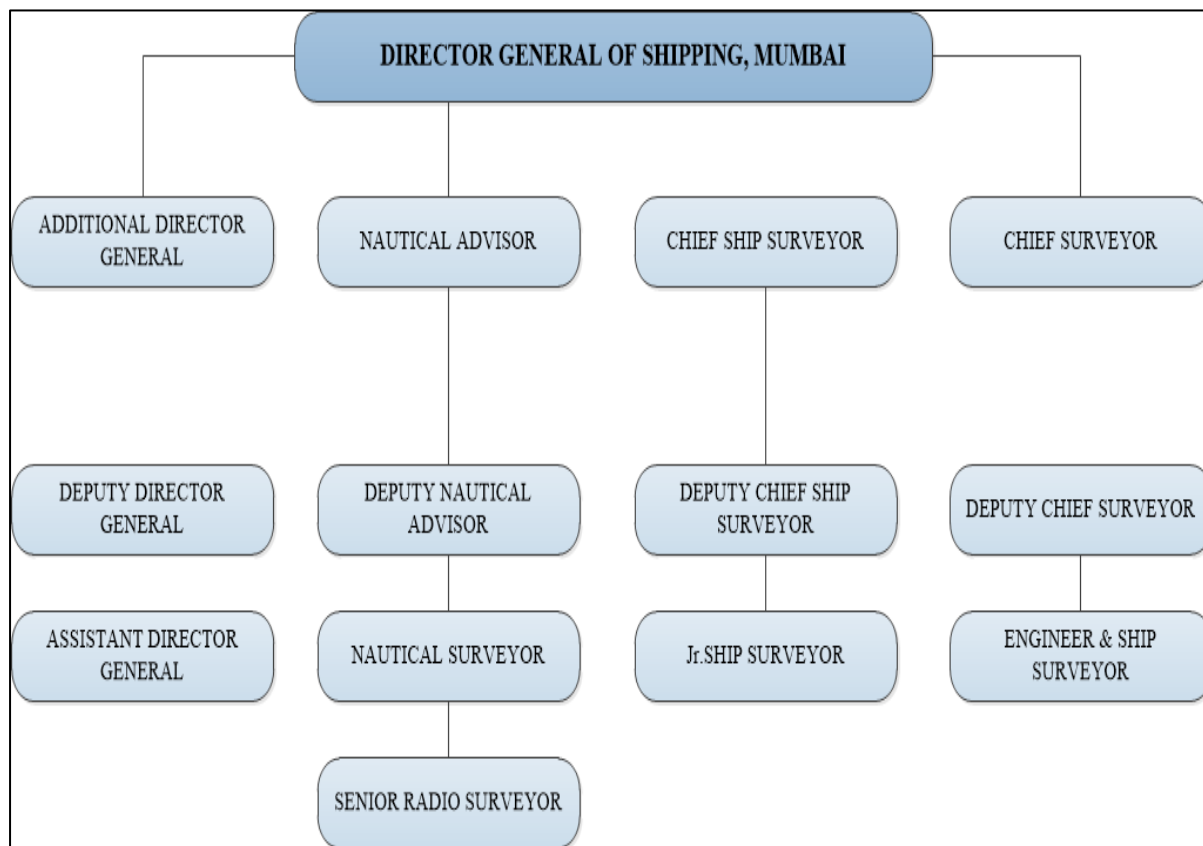 DIRECTOR GENERAL OF SHIPPING, MUMBAI
ADDITIONAL DIRECTOR
GENERAL
NAUTICAL ADVISOR
CHIEF SHIP SURVEYOR
CHIEF SURVEYOR
DEPUTY DIRECTOR
GENERAL
DEPUTY NAUTICAL
ADVISOR
DEPUTY CHIEF SHIP
SURVEYOR
DEPUTY CHIEF SURVEYOR
ASSISTANT DIRECTOR
GENERAL
NAUTICAL SURVEYOR
Jr.SHIP SURVEYOR
ENGINEER & SHIP
SURVEYOR
SENIOR RADIO SURVEYOR